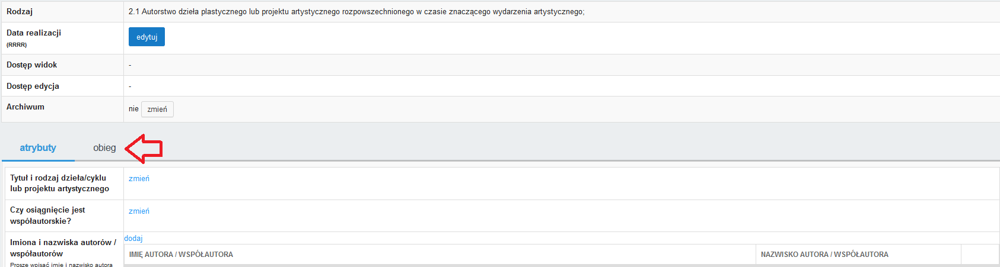 Rodzaj
2.1 Autorstwo dzieła plastycznego lub projektu artystycznego rozpowszechnionego w czasie znaczącego wydarzenia artystycznego;
Data realizacji
(RRRR)
edytuj
Dostęp widok
-
Dostęp edycja
-
Archiwum
nie zmień
atrybuty obieg
Tytuł i rodzaj dzieła/cyklu
lub projektu artystycznego
zmień
Czy osiągnięcie jest
współautorskie?
zmień
Imiona i nazwiska autorów /
współautorów
Proszę wpisać imię i nazwisko autora
dodaj
IMIĘ AUTORA / WSPÓŁAUTORA
NAZWISKO AUTORA / WSPÓŁAUTORA